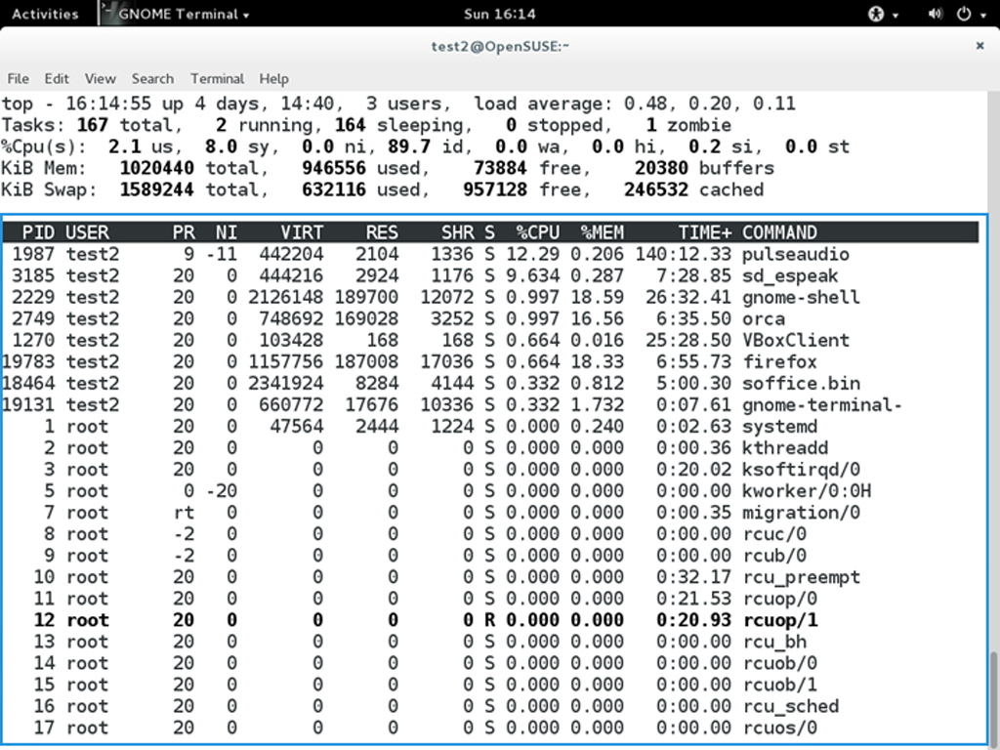 Activities GNOME Terminal Sun 16:14
test2@OpenSUSE:~ ×
File Edit View Search Terminal Help
top - 16:14:55 up 4 days, 14:40, 3 users, load average: 0.48, 0.20, 0.11
Tasks: 167 total, 2 running, 164 sleeping, 0 stopped, 1 zombie
%Cpu(s): 2.1 us, 8.0 sy, 0.0 ni, 89.7 id, 0.0 wa, 0.0 hi, 0.2 si, 0.0 st
KiB Mem: 1020440 total, 946556 used, 73884 free, 20380 buffers
KiB Swap: 1589244 total, 632116 used, 957128 free, 246532 cached
PID USER PR NI VIRT RES SHR S %CPU %MEM TIME+ COMMAND
1987 test2 9 -11 442204 2104 1336 S 12.29 0.206 140:12.33 pulseaudio
3185 test2 20 0 444216 2924 1176 S 9.634 0.287 7:28.85 sd_espeak
2229 test2 20 0 2126148 189700 12072 S 0.997 18.59 26:32.41 gnome-shell
2749 test2 20 0 748692 169028 3252 S 0.997 16.56 6:35.50 orca
1270 test2 20 0 103428 168 168 S 0.664 0.016 25:28.50 VBoxClient
19783 test2 20 0 1157756 187008 17036 S 0.664 18.33 6:55.73 firefox
18464 test2 20 0 2341924 8284 4144 S 0.332 0.812 5:00.30 soffice.bin
19131 test2 20 0 660772 17676 10336 S 0.332 1.732 0:07.61 gnome-terminal-
1 root 20 0 47564 2444 1224 S 0.000 0.240 0:02.63 systemd
2 root 20 0 0 0 0 S 0.000 0.000 0:00.36 kthreadd
3 root 20 0 0 0 0 S 0.000 0.000 0:20.02 ksoftirqd/0
5 root 0 -20 0 0 0 S 0.000 0.000 0:00.00 kworker/0:0H
7 root rt 0 0 0 0 S 0.000 0.000 0:00.35 migration/0
8 root -2 0 0 0 0 S 0.000 0.000 0:00.00 rcuc/0
9 root -2 0 0 0 0 S 0.000 0.000 0:00.00 rcub/0
10 root 20 0 0 0 0 S 0.000 0.000 0:32.17 rcu_preempt
11 root 20 0 0 0 0 S 0.000 0.000 0:21.53 rcuop/0
12 root 20 0 0 0 0 R 0.000 0.000 0:20.93 rcuop/1
13 root 20 0 0 0 0 S 0.000 0.000 0:00.00 rcu_bh
14 root 20 0 0 0 0 S 0.000 0.000 0:00.00 rcuob/0
15 root 20 0 0 0 0 S 0.000 0.000 0:00.00 rcuob/1
16 root 20 0 0 0 0 S 0.000 0.000 0:00.00 rcu_sched
17 root 20 0 0 0 0 S 0.000 0.000 0:00.00 rcuos/0